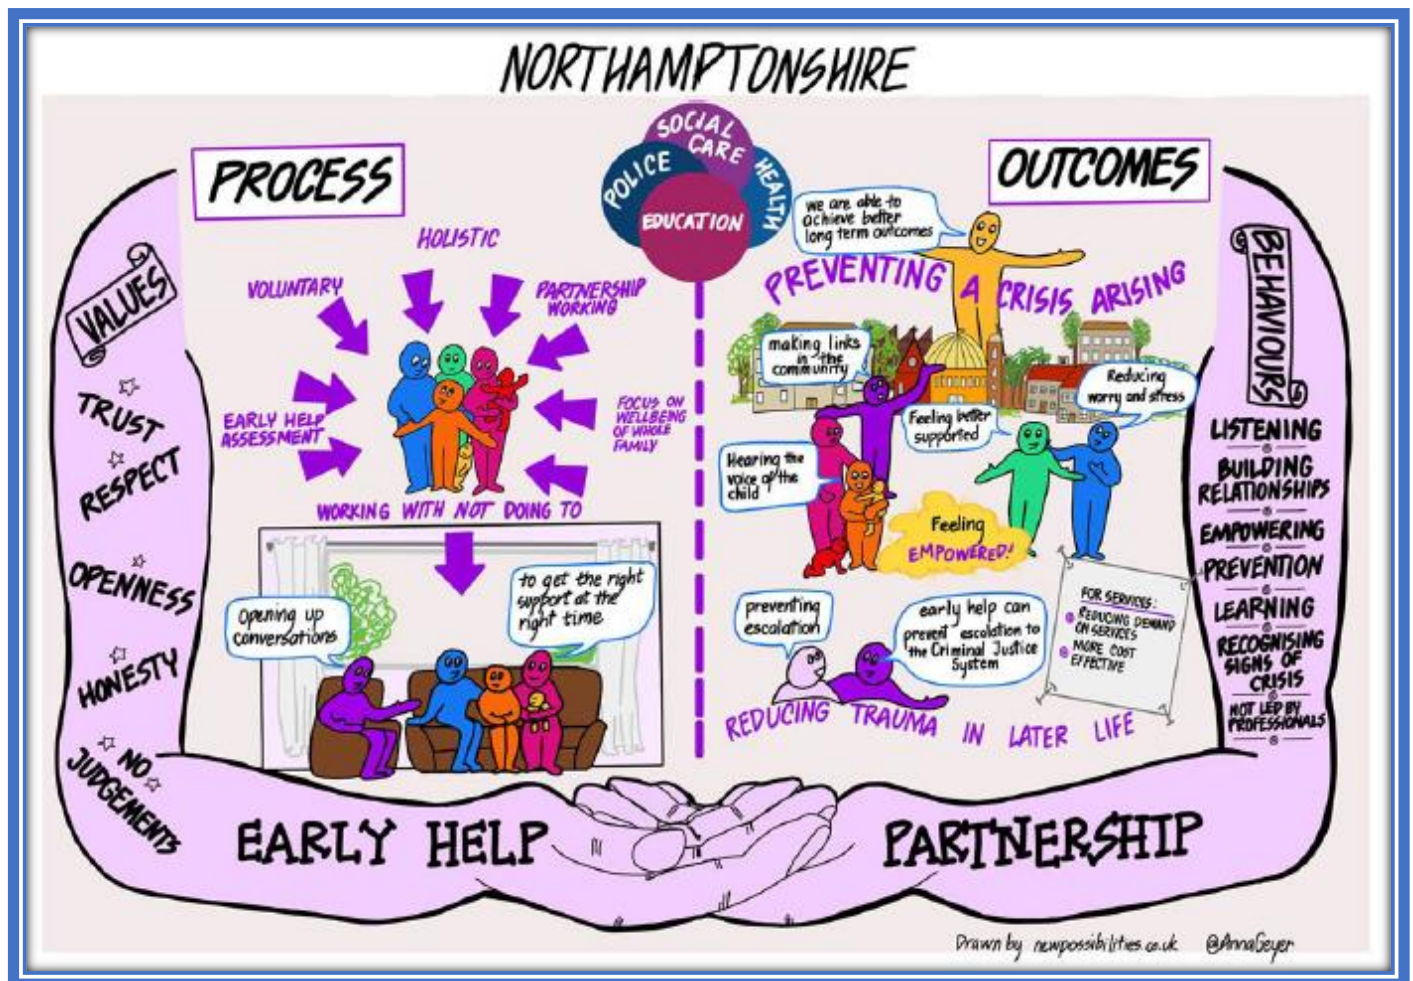 NORTHAMPTONSHIRE
SOCIAL
CARE
POLICE
HEALTH
EDUCATION
PROCESS
OUTCOMES
VALUES
TRUST
RESPECT
OPENNESS
HONESTY
NO
JUDGEMENTS
HOLISTIC
VOLUNTARY
PARTNERSHIP
WORKING
EARLY HELP
ASSESSMENT
FOCUS ON
WELLBEING
OF WHOLE
FAMILY
WORKING WITH NOT DOING TO
Opening up
conversations
to get the right
support at the
right time
we are able to
achieve better
long term outcomes
PREVENTING A CRISIS ARISING
making links
in the
community
Reducing
worry and stress
Feeling better
supported
Hearing the
voice of the
child
Feeling
EMPOWERED!
preventing
escalation
early help can
prevent escalation to
the Criminal Justice
System
FOR SERVICES:
REDUCING DEMAND
ON SERVICES
MORE COST
EFFECTIVE
REDUCING TRAUMA IN LATER LIFE
BEHAVIOURS
LISTENING
BUILDING
RELATIONSHIPS
EMPOWERING
PREVENTION
LEARNING
RECOGNISING
SIGNS OF
CRISIS
NOT LED BY
PROFESSIONALS
EARLY HELP PARTNERSHIP
Drawn by newpossibilities.co.uk @AnnaGeyer